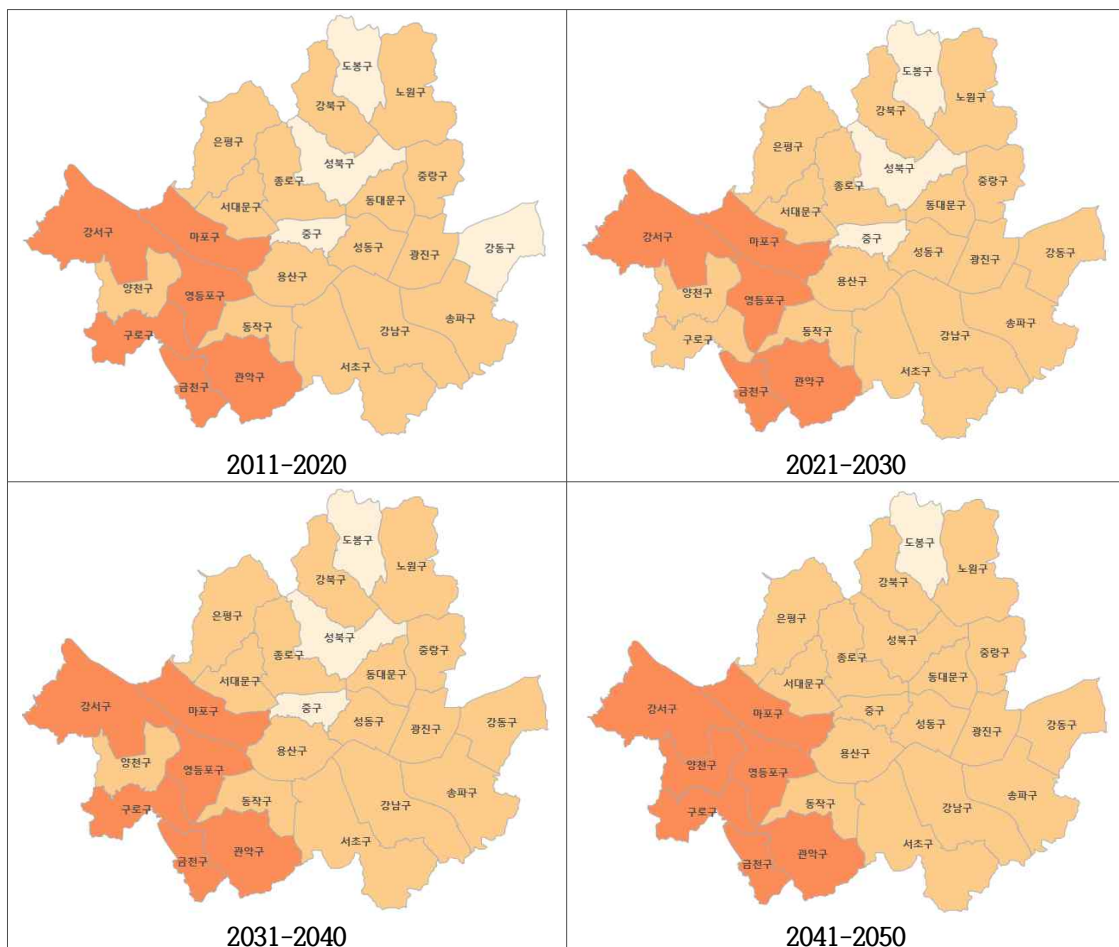 도봉구
노원구
강북구
은평구
성북구
중랑구
종로구
동대문구
서대문구
강서구
마포구
중구
성동구
광진구
강동구
양천구
영등포구
용산구
송파구
구로구
동작구
강남구
서초구
금천구
관악구
2011-2020
도봉구
노원구
강북구
은평구
성북구
중랑구
종로구
동대문구
서대문구
강서구
마포구
중구
성동구
광진구
강동구
양천구
영등포구
용산구
송파구
구로구
동작구
강남구
서초구
금천구
관악구
2021-2030
도봉구
노원구
강북구
은평구
성북구
중랑구
종로구
동대문구
서대문구
강서구
마포구
성동구
중구
광진구
강동구
양천구
영등포구
용산구
송파구
구로구
동작구
강남구
서초구
금천구
관악구
2031-2040
도봉구
노원구
강북구
은평구
성북구
중랑구
종로구
동대문구
서대문구
강서구
마포구
중구
성동구
광진구
강동구
양천구
영등포구
용산구
송파구
구로구
동작구
강남구
서초구
금천구
관악구
2041-2050